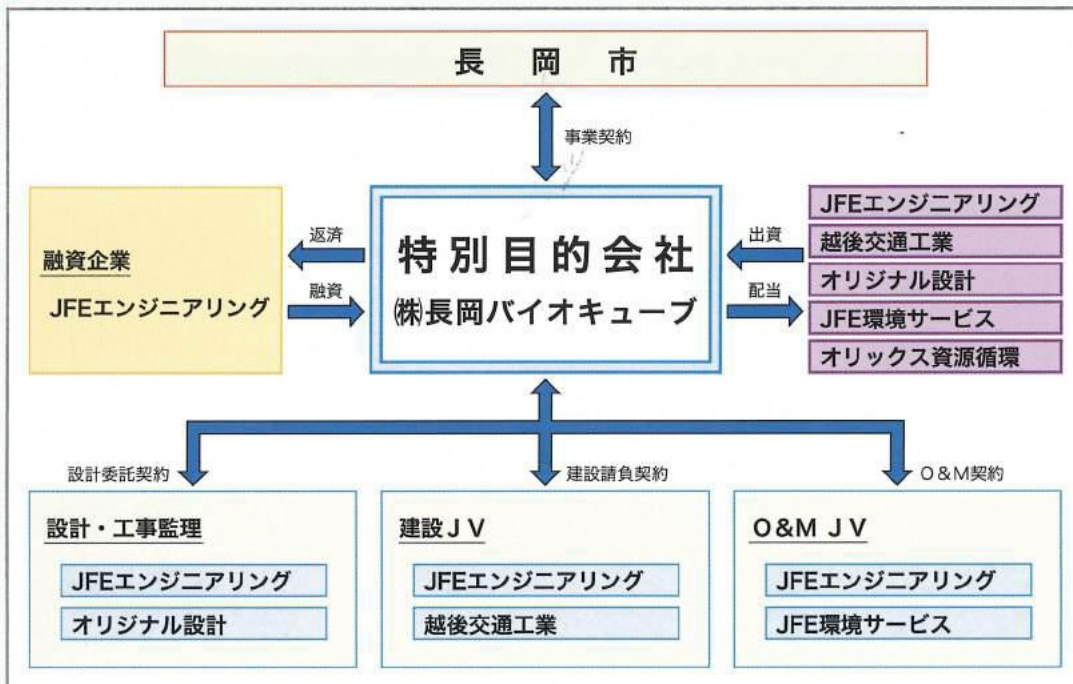 長岡市
事業契約
融資企業
JFEエンジニアリング
返済
融資
特別目的会社
㈱長岡バイオキューブ
出資
配当
JFEエンジニアリング
越後交通工業
オリジナル設計
JFE環境サービス
オリックス資源循環
設計委託契約
建設請負契約
O&M契約
設計・工事監理
JFEエンジニアリング
オリジナル設計
建設JV
JFEエンジニアリング
越後交通工業
O&M JV
JFEエンジニアリング
JFE環境サービス